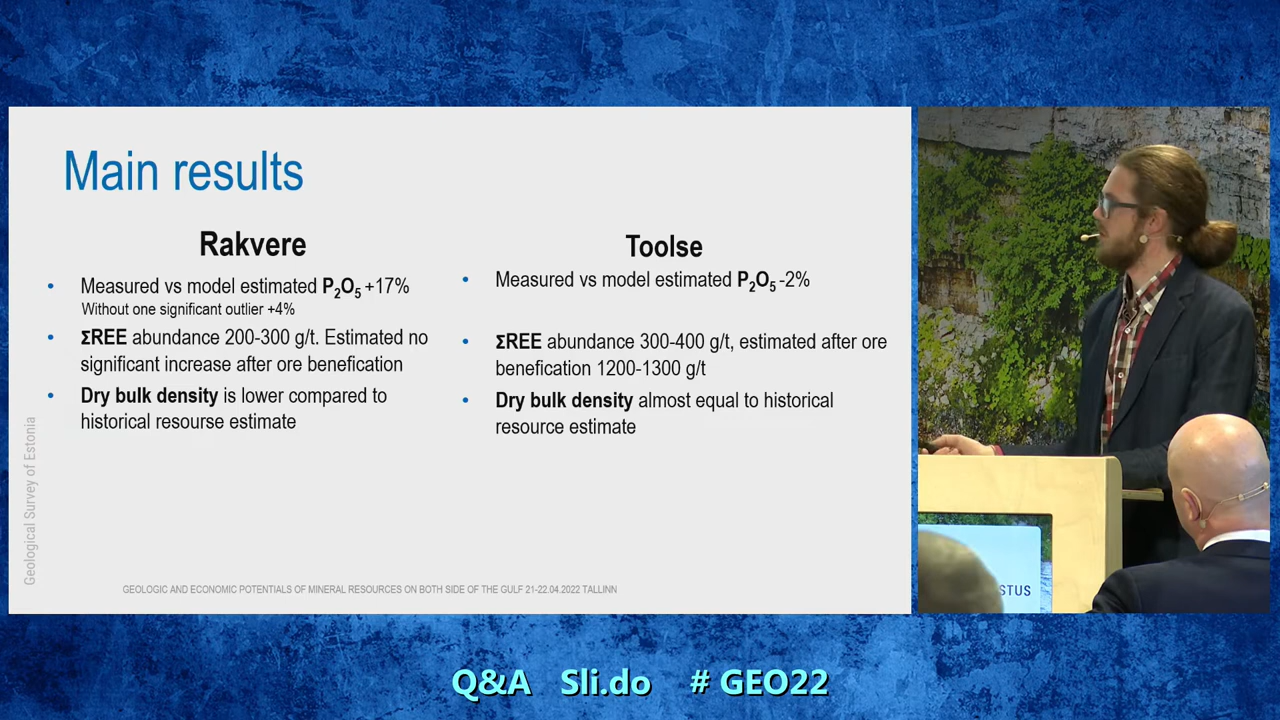 Main results
Rakvere
• Measured vs model estimated P₂O₅ +17%
Without one significant outlier +4%
• ΣREE abundance 200-300 g/t. Estimated no
significant increase after ore benefication
• Dry bulk density is lower compared to
historical resourse estimate
Toolse
• Measured vs model estimated P₂O₅ -2%
• ΣREE abundance 300-400 g/t, estimated after ore
benefication 1200-1300 g/t
• Dry bulk density almost equal to historical
resource estimate
Geological Survey of Estonia
GEOLOGIC AND ECONOMIC POTENTIALS OF MINERAL RESOURCES ON BOTH SIDE OF THE GULF 21-22.04.2022 TALLINN
STUS
Q&A Sli.do # GEO22